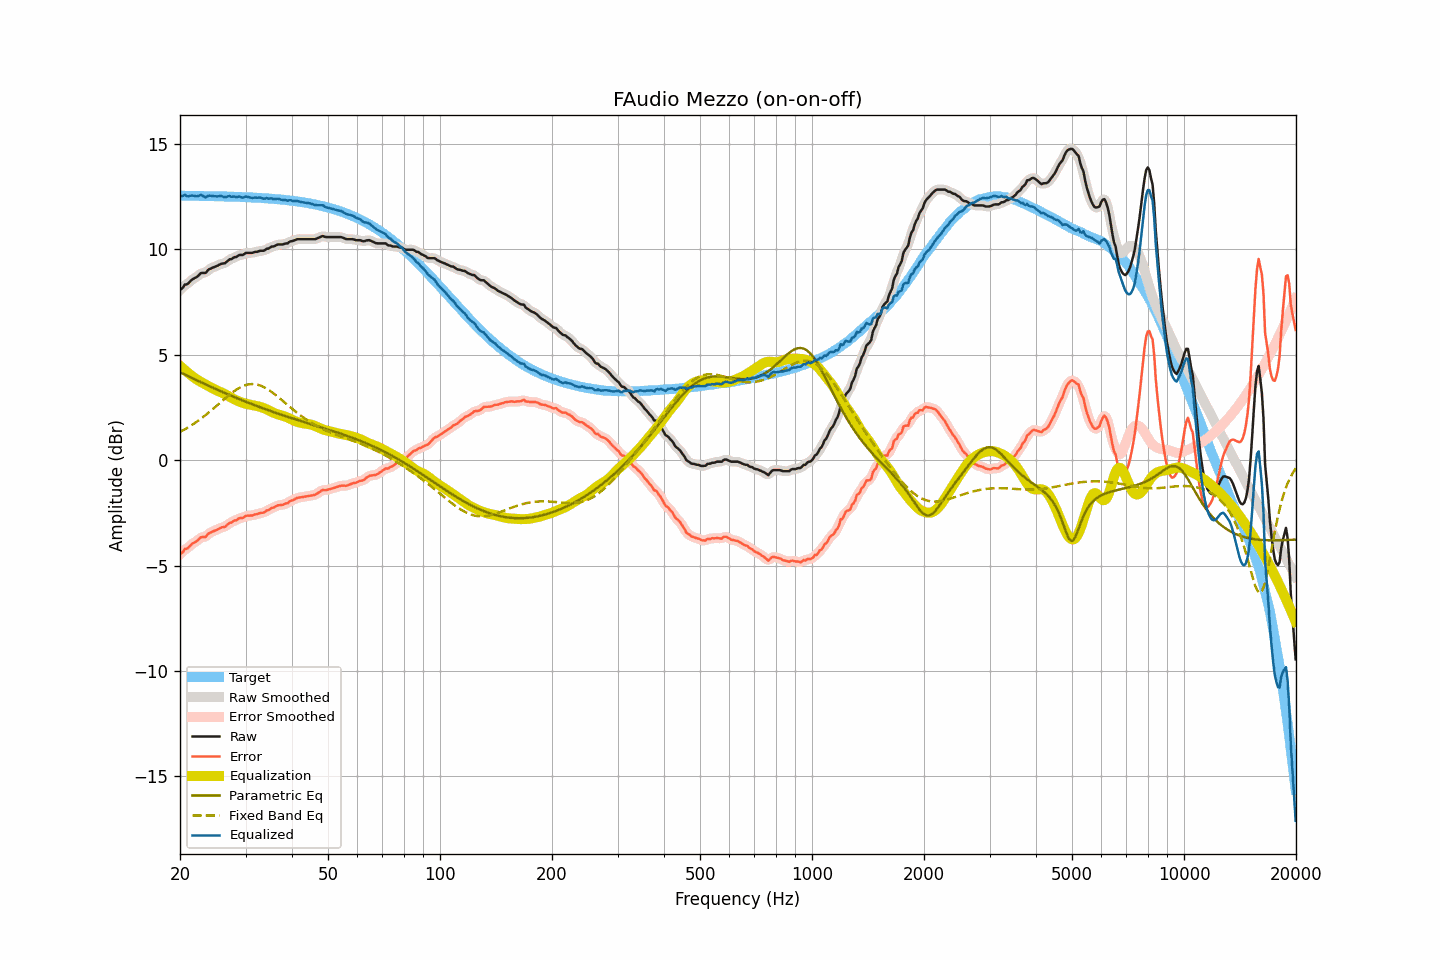 FAudio Mezzo (on-on-off)
15
10
5
0
−5
−10
−15
Amplitude (dBr)
Target
Raw Smoothed
Error Smoothed
Raw
Error
Equalization
Parametric Eq
Fixed Band Eq
Equalized
20 50 100 200 500 1000 2000 5000 10000 20000
Frequency (Hz)